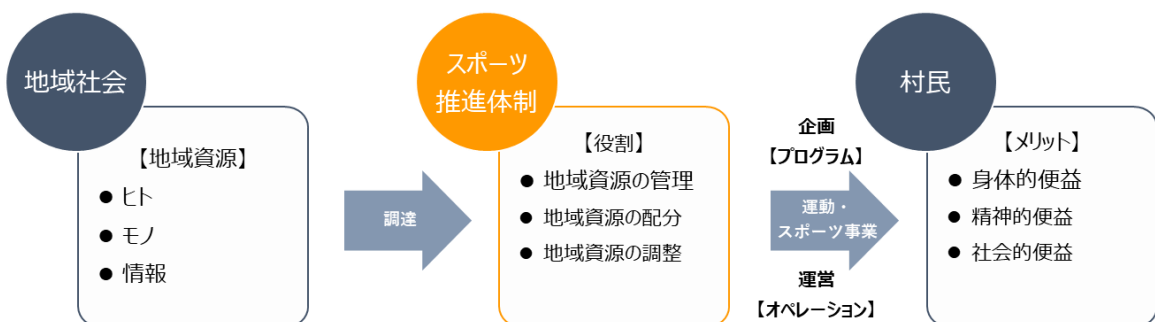 地域社会
【地域資源】
● ヒト
● モノ
● 情報
調達
スポーツ
推進体制
【役割】
● 地域資源の管理
● 地域資源の配分
● 地域資源の調整
企画
【プログラム】
運動・
スポーツ事業
運営
【オペレーション】
村民
【メリット】
● 身体的便益
● 精神的便益
● 社会的便益